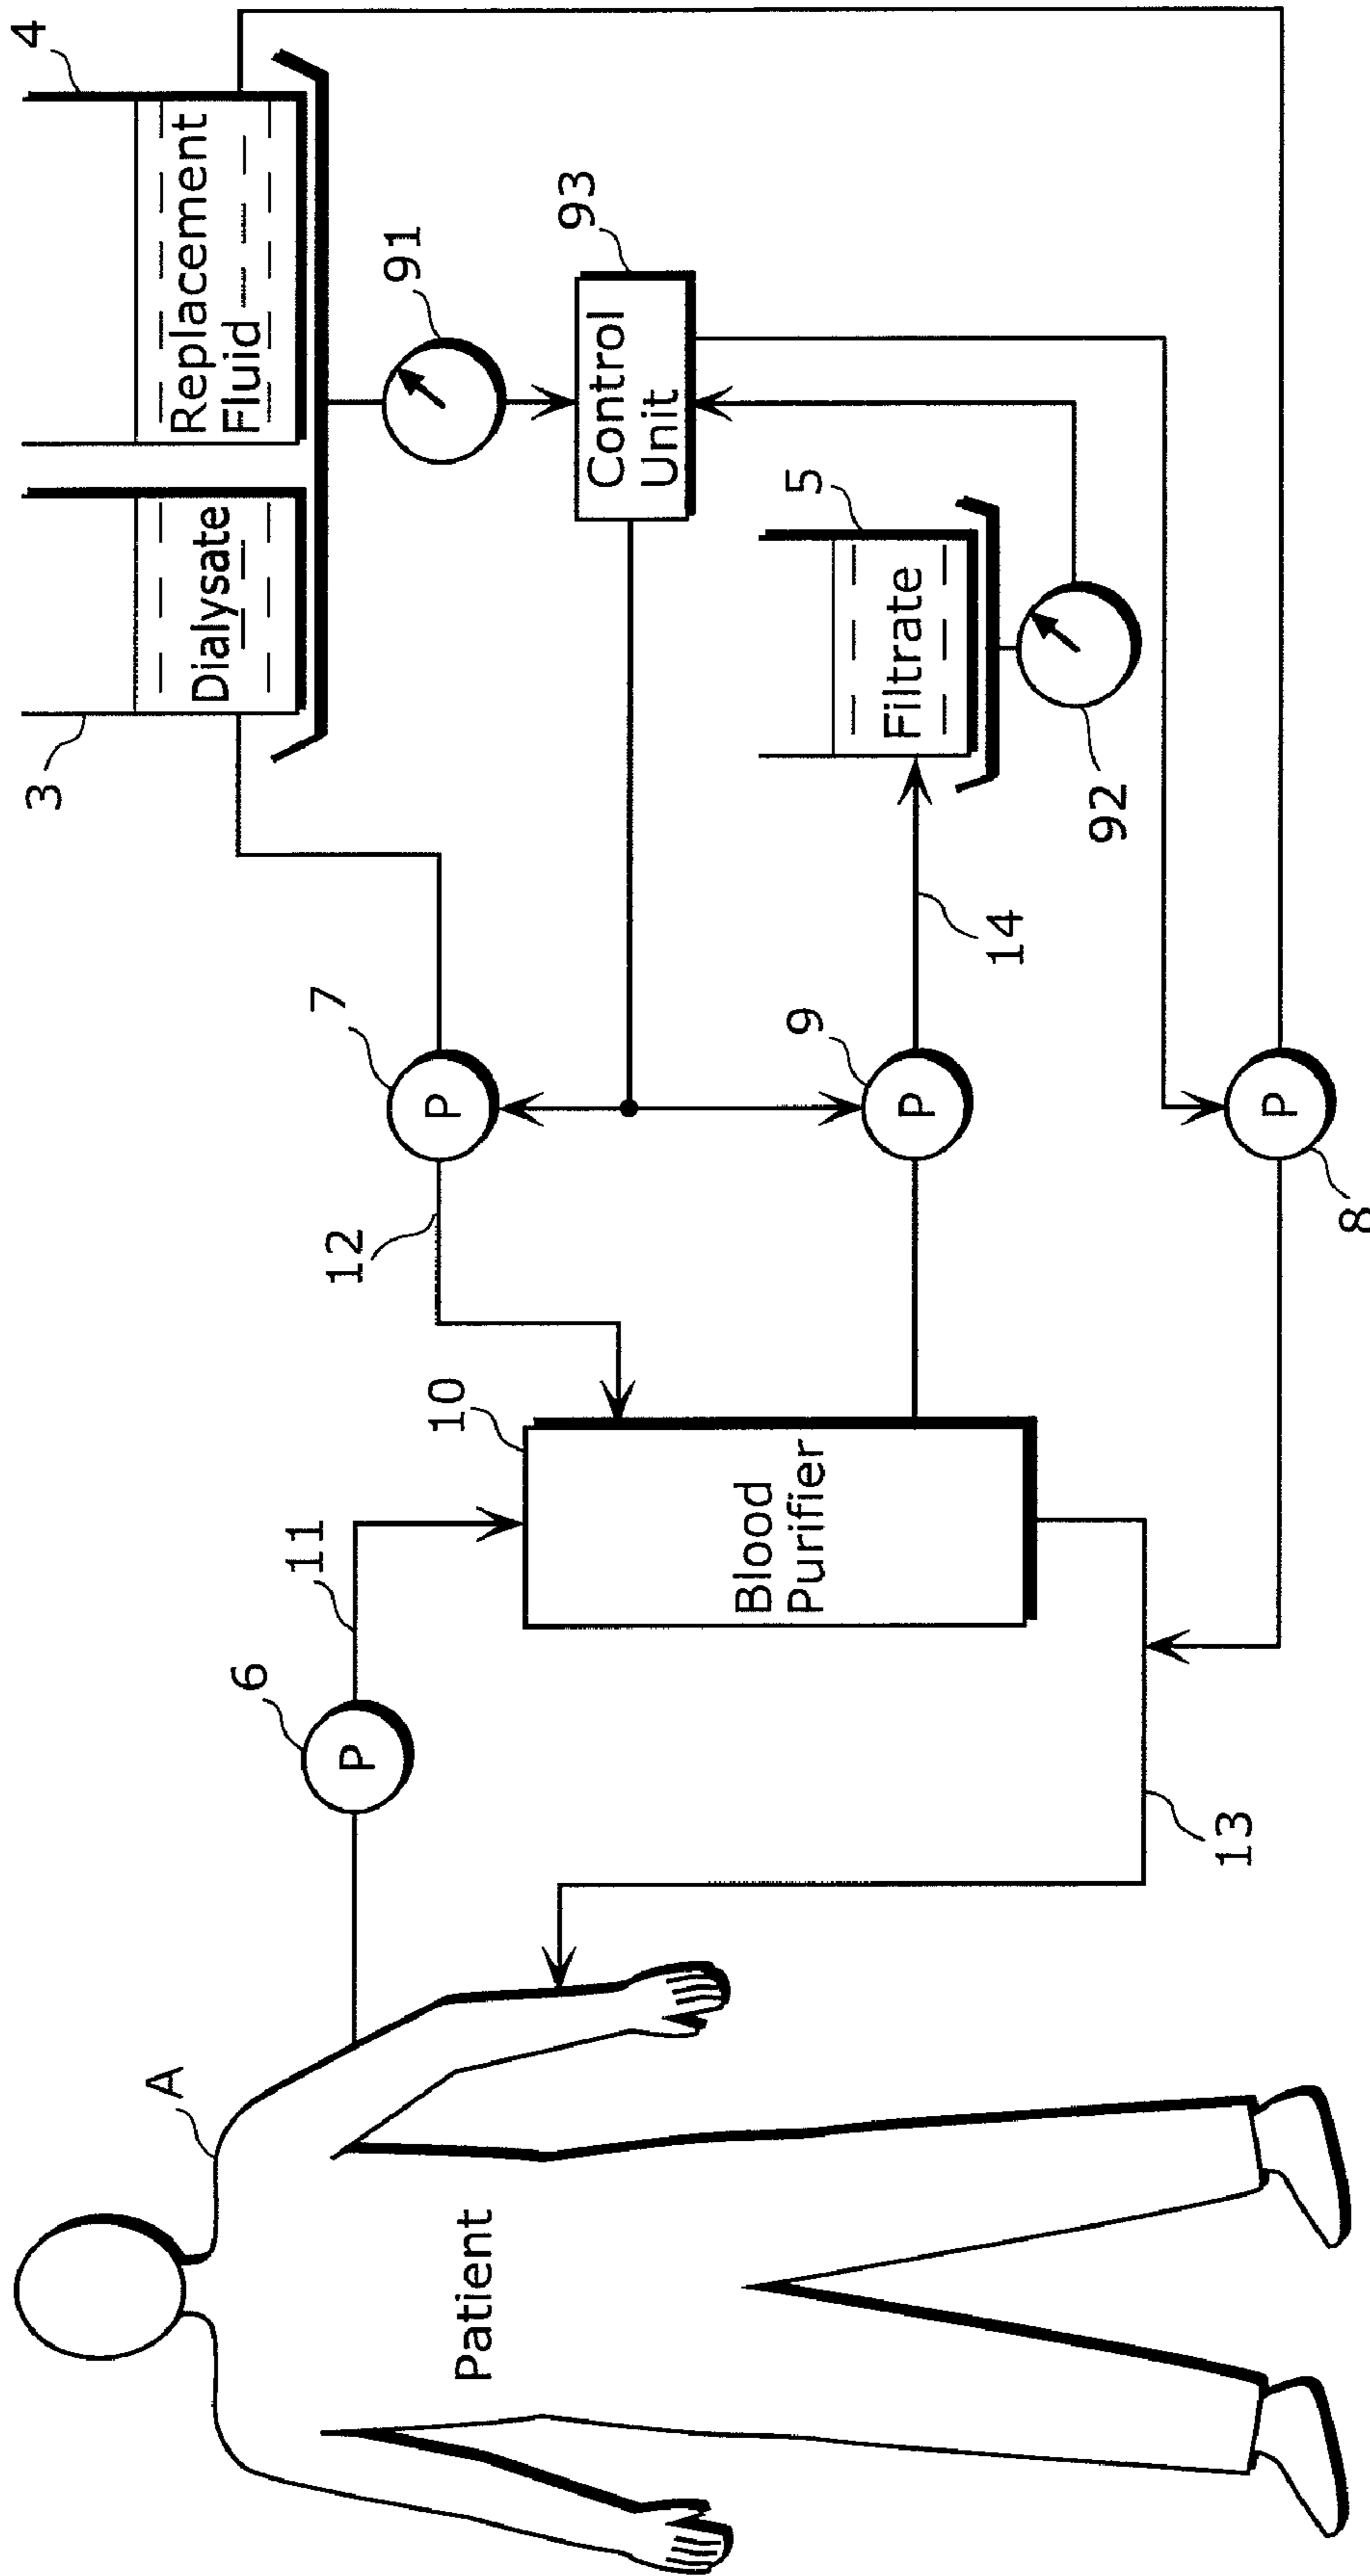 4
Replacement
Fluid
3
Dialysate
91
93
Control
Unit
5
Filtrate
92
14
7
P
9
P
P
8
12
10
Blood
Purifier
11
6
P
13
A
Patient